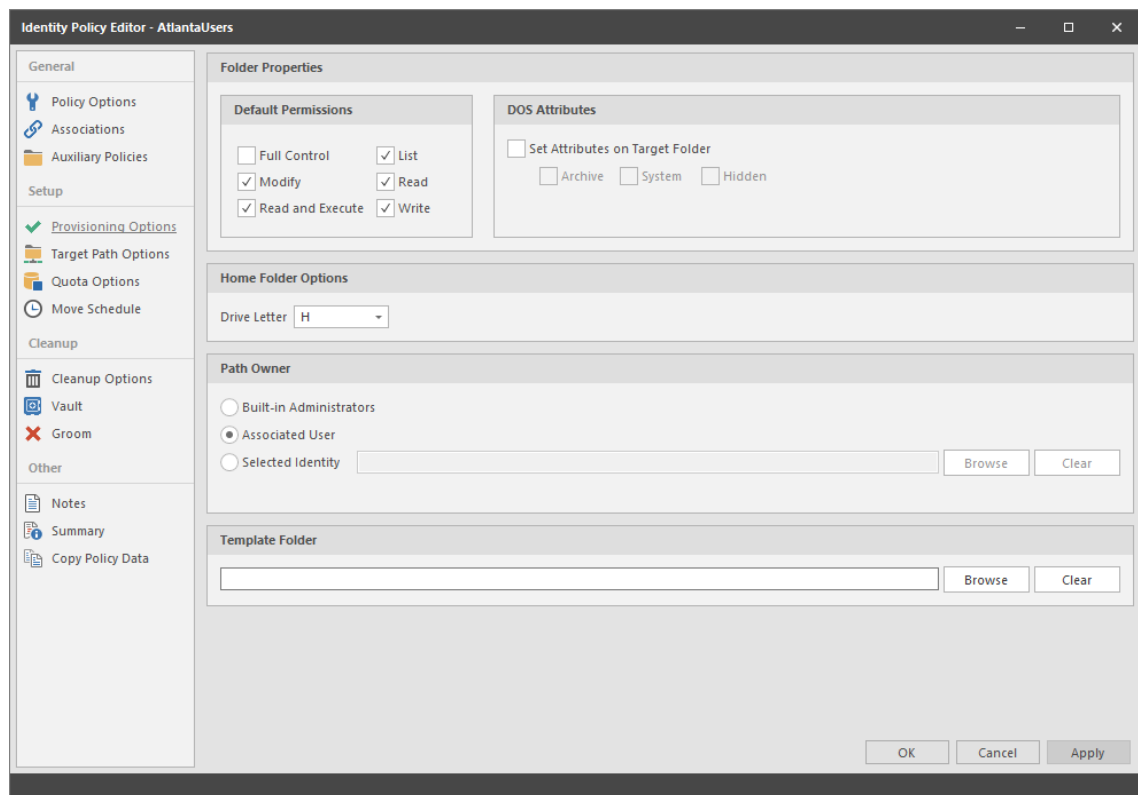 Identity Policy Editor - AtlantaUsers
General
Policy Options
Associations
Auxiliary Policies
Setup
Provisioning Options
Target Path Options
Quota Options
Move Schedule
Cleanup
Cleanup Options
Vault
Groom
Other
Notes
Summary
Copy Policy Data
Folder Properties
Default Permissions
Full Control List
Modify Read
Read and Execute Write
DOS Attributes
Set Attributes on Target Folder
Archive System Hidden
Home Folder Options
Drive Letter H
Path Owner
Built-in Administrators
Associated User
Selected Identity Browse Clear
Template Folder
Browse Clear
OK Cancel Apply